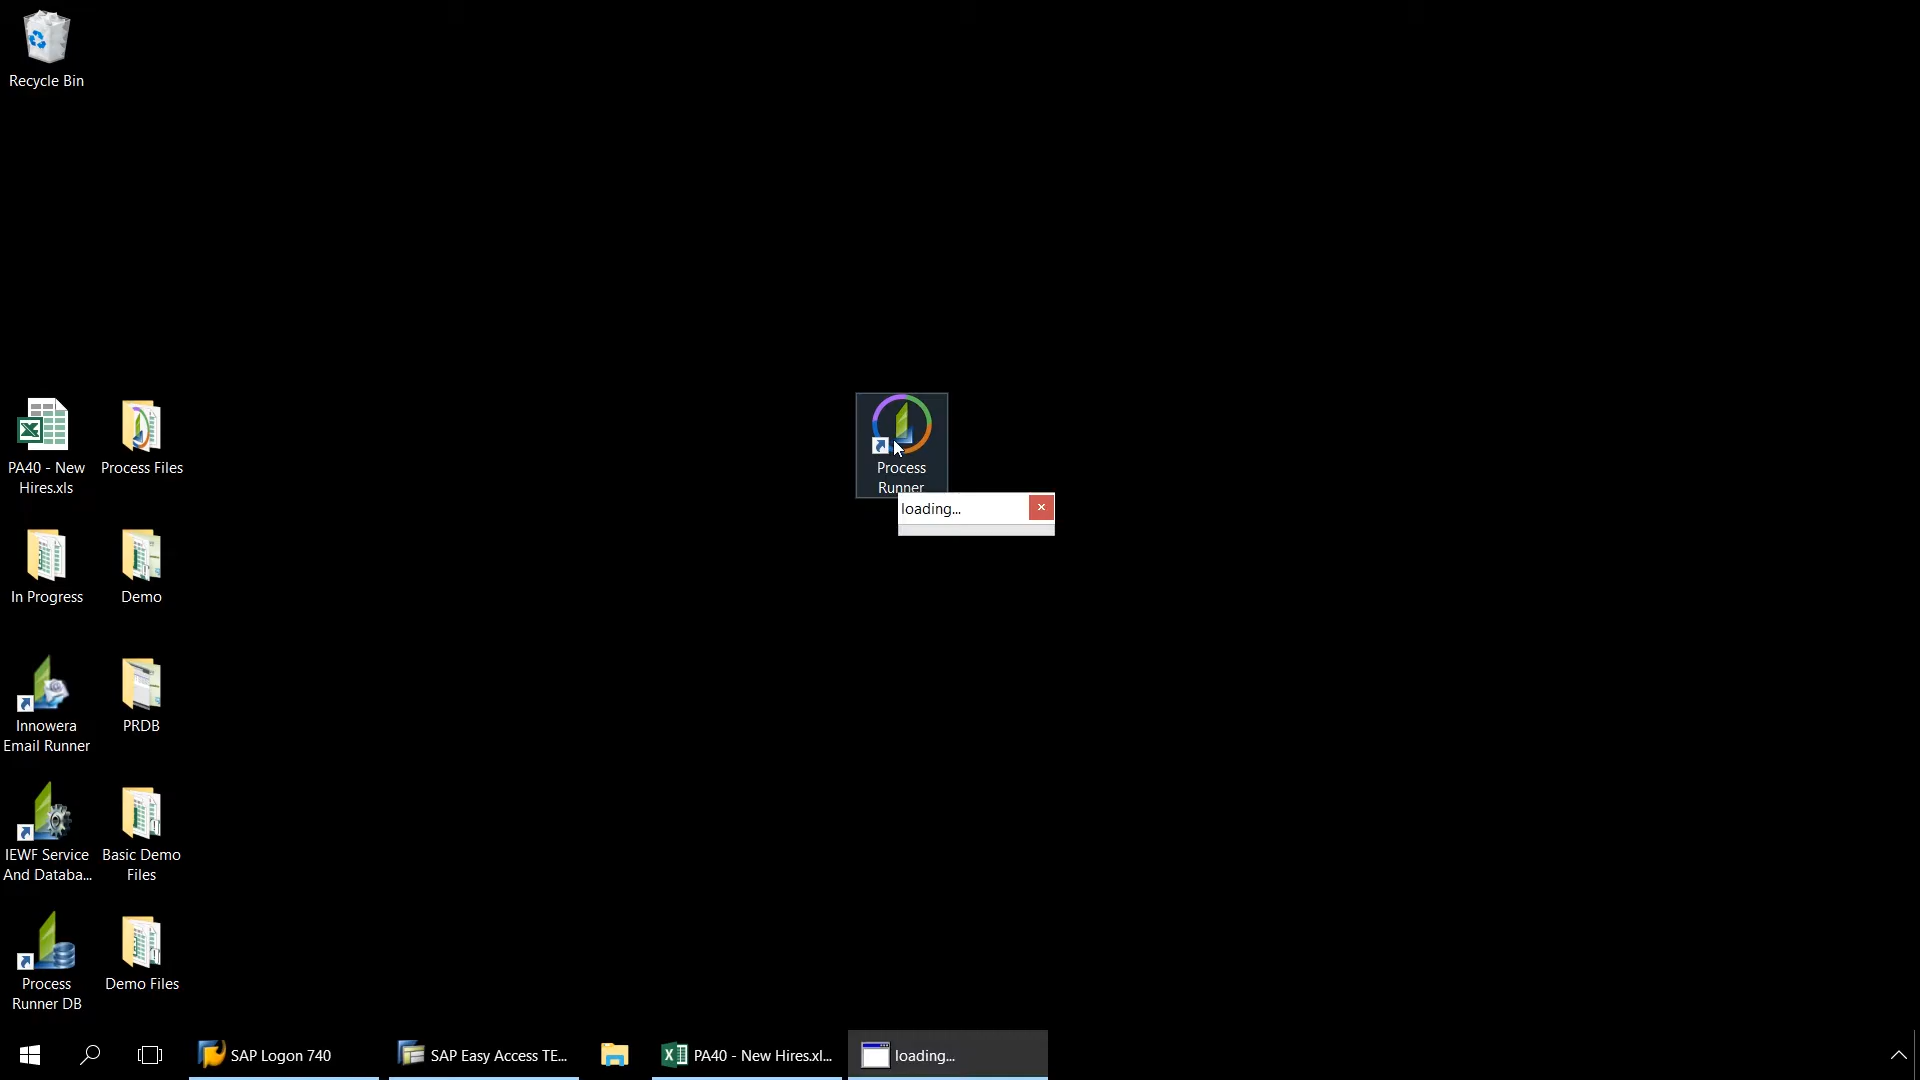 Recycle Bin
PA40 - New
Hires.xls
Process Files
Process
Runner
loading...
In Progress
Demo
Innowera
Email Runner
PRDB
IEWF Service
And Databa...
Basic Demo
Files
Process
Runner DB
Demo Files
SAP Logon 740
SAP Easy Access TE...
PA40 - New Hires.xl...
loading...